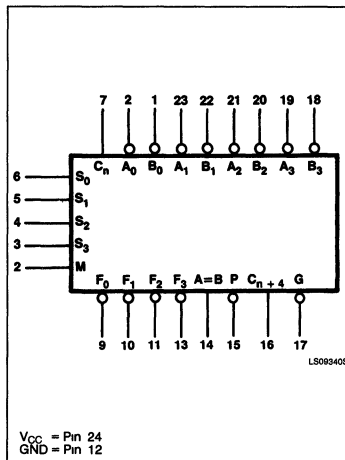 7 2 1 23 22 21 20 19 18
Cn A0 B0 A1 B1 A2 B2 A3 B3
6 S0
5 S1
4 S2
3 S3
2 M
F0 F1 F2 F3 A=B P Cn + 4 G
9 10 11 13 14 15 16 17
LS09340S
VCC = Pin 24
GND = Pin 12